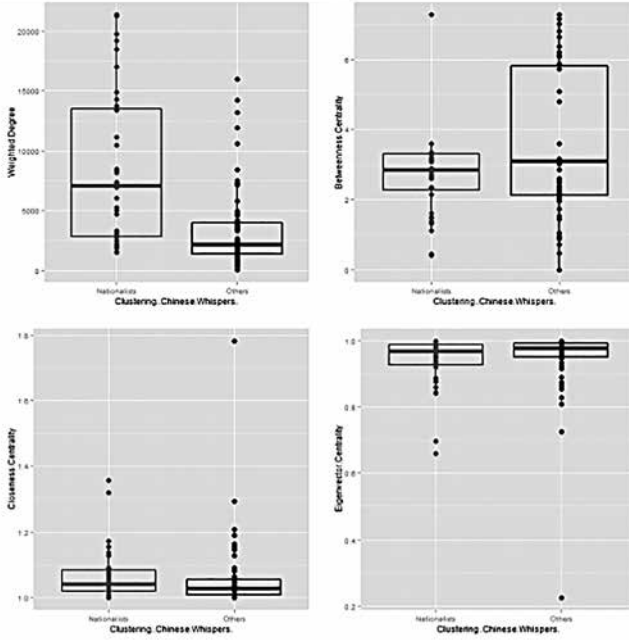 Weighted Degree
20000
15000
10000
5000
0
Nationalists Others
Clustering.Chinese.Whispers.
Betweenness Centrality
6
4
2
0
Nationalists Others
Clustering.Chinese.Whispers.
Closeness Centrality
1.8
1.6
1.4
1.2
1.0
Nationalists Others
Clustering.Chinese.Whispers.
Eigenvector Centrality
1.0
0.8
0.6
0.4
0.2
Nationalists Others
Clustering.Chinese.Whispers.